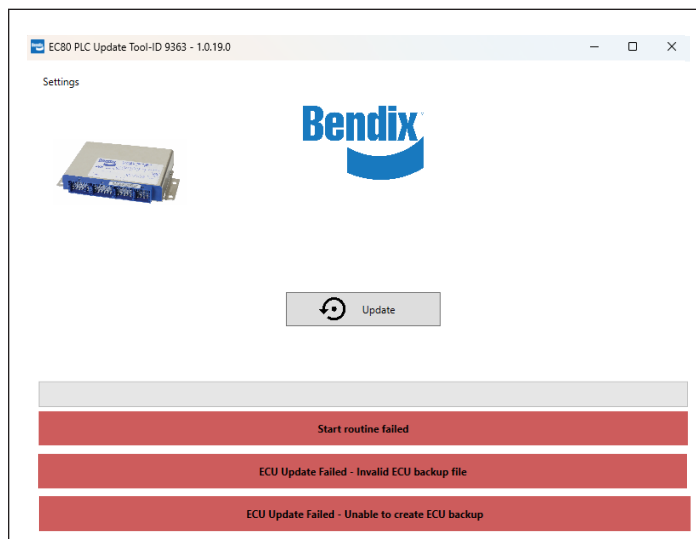 EC80 PLC Update Tool-ID 9363 - 1.0.19.0
Settings
Bendix
Update
Start routine failed
ECU Update Failed - Invalid ECU backup file
ECU Update Failed - Unable to create ECU backup